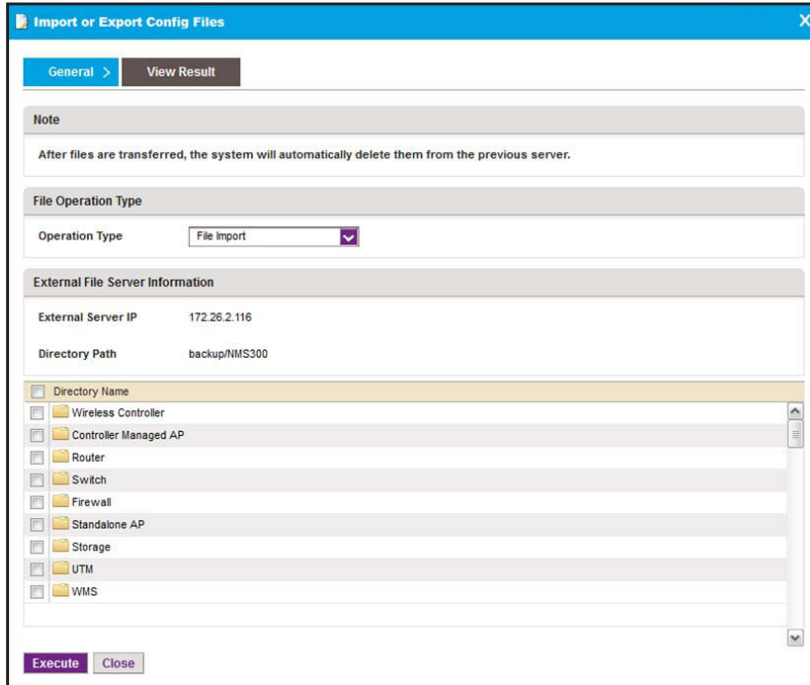 Import or Export Config Files
General >
View Result
Note
After files are transferred, the system will automatically delete them from the previous server.
File Operation Type
Operation Type File Import
External File Server Information
External Server IP 172.26.2.116
Directory Path backup/NMS300
Directory Name
Wireless Controller
Controller Managed AP
Router
Switch
Firewall
Standalone AP
Storage
UTM
WMS
Execute Close